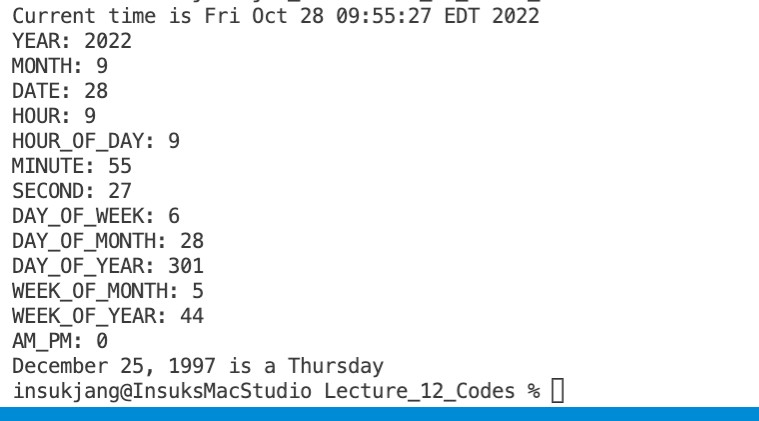 Current time is Fri Oct 28 09:55:27 EDT 2022
YEAR: 2022
MONTH: 9
DATE: 28
HOUR: 9
HOUR_OF_DAY: 9
MINUTE: 55
SECOND: 27
DAY_OF_WEEK: 6
DAY_OF_MONTH: 28
DAY_OF_YEAR: 301
WEEK_OF_MONTH: 5
WEEK_OF_YEAR: 44
AM_PM: 0
December 25, 1997 is a Thursday
insukjang@InsuksMacStudio Lecture_12_Codes %